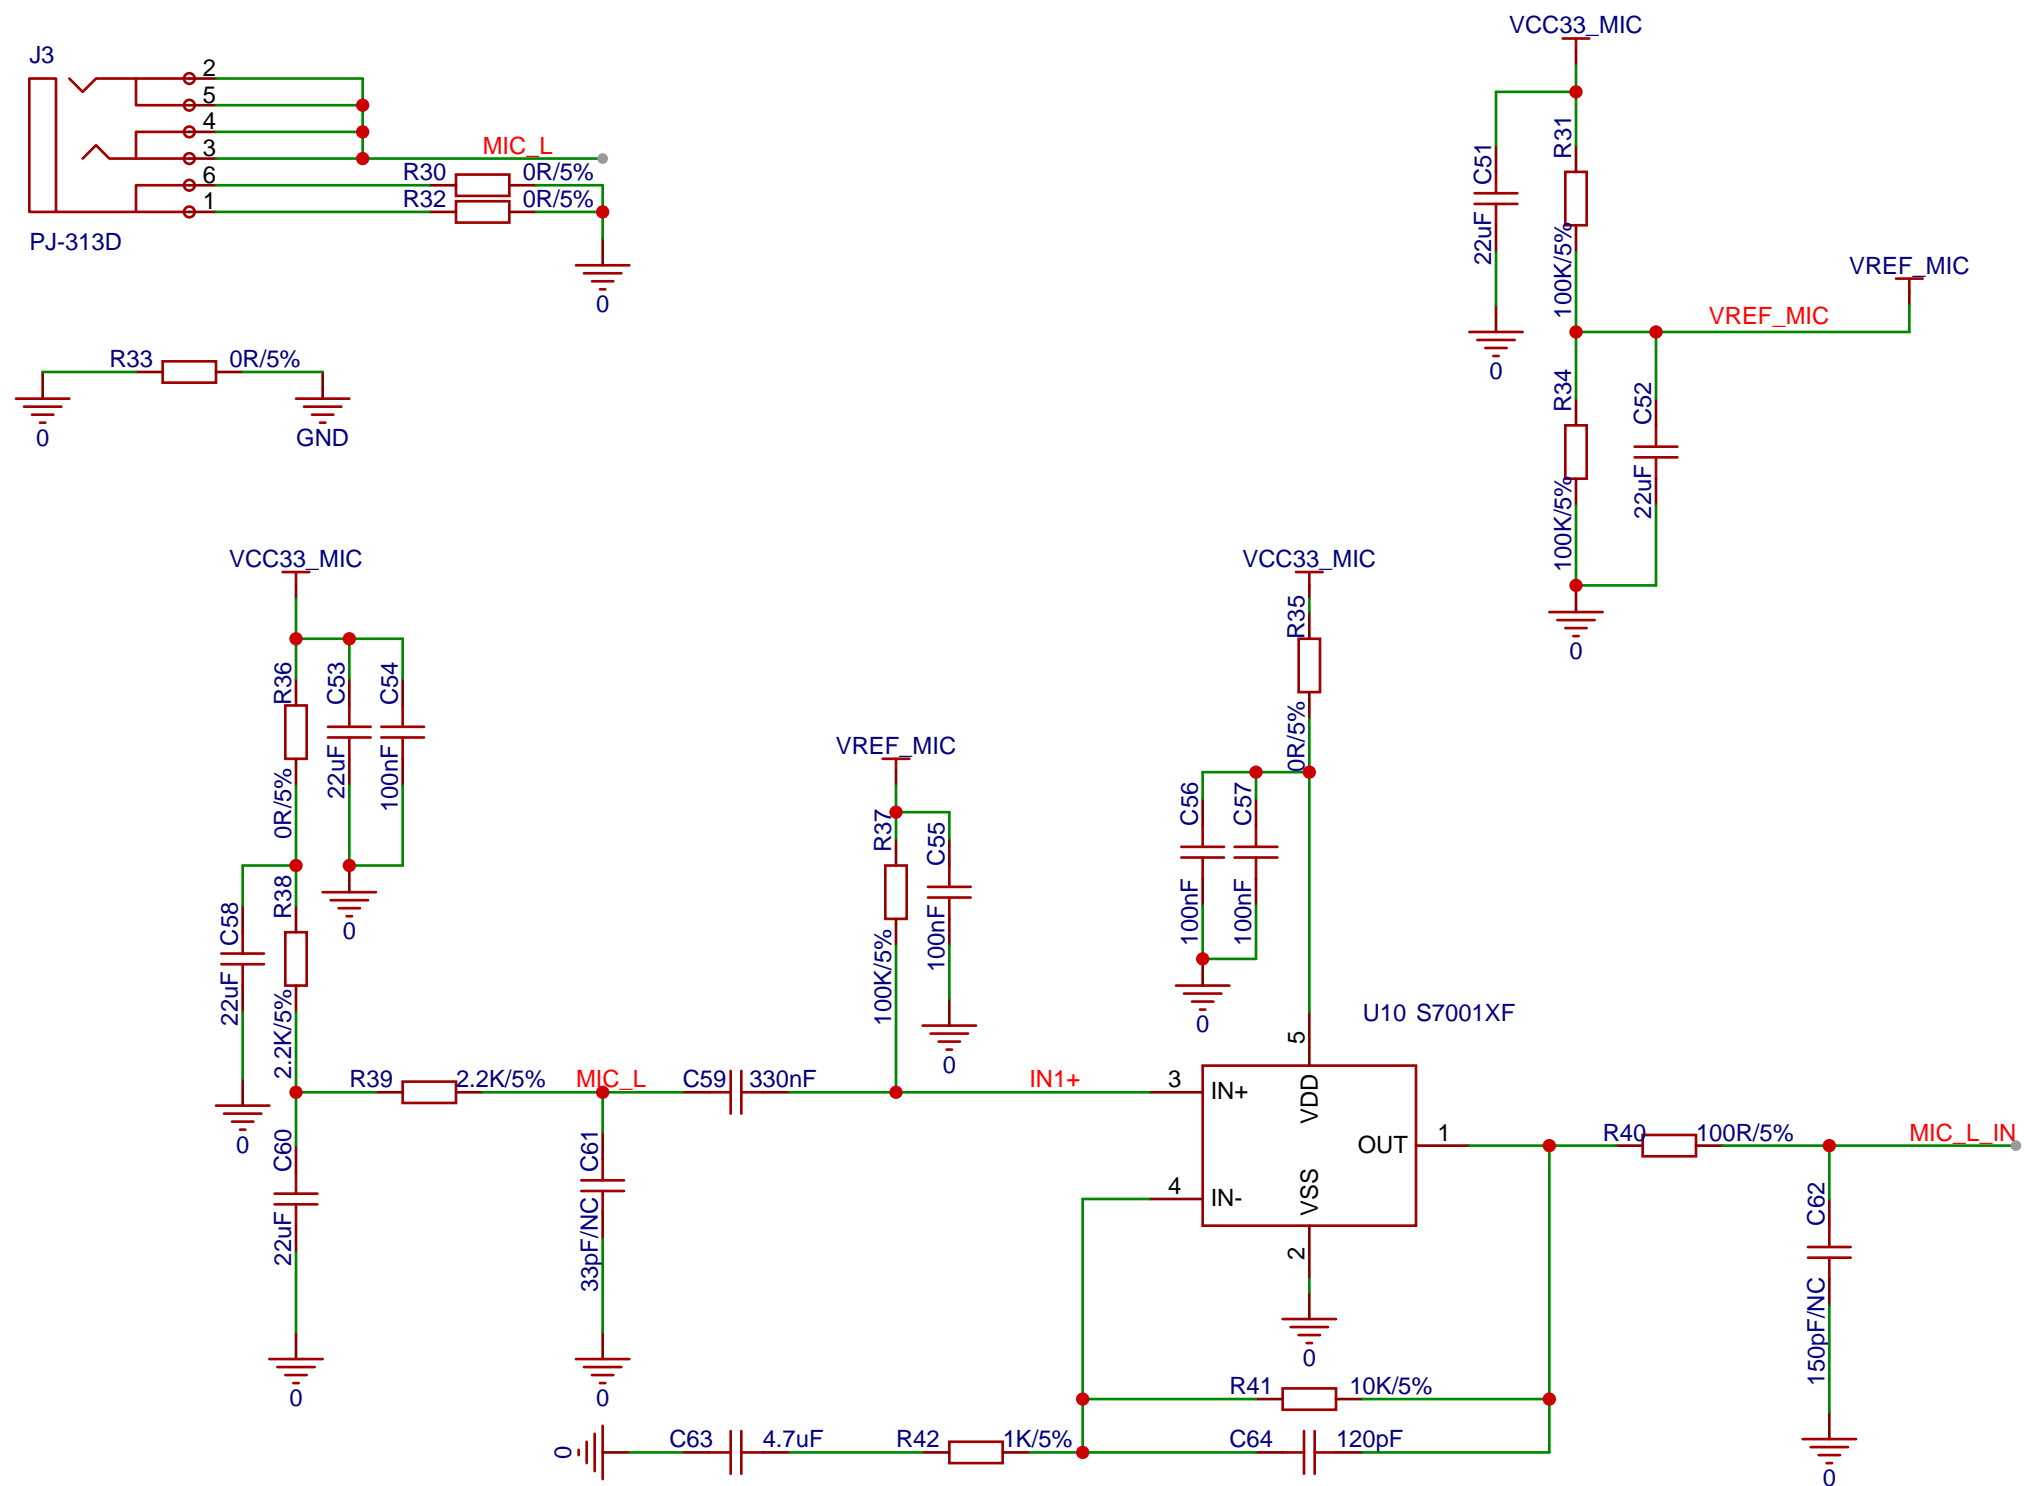 J3
2
5
4
3
6
1
PJ-313D
MIC_L
R30 0R/5%
R32 0R/5%
0
R33 0R/5%
0
GND
VCC33_MIC
C51
22uF
0
R31
100K/5%
VREF_MIC
VREF_MIC
R34
100K/5%
C52
22uF
0
VCC33_MIC
R36
0R/5%
C53
22uF
C54
100nF
0
C58
22uF
0
R38
2.2K/5%
R39 2.2K/5%
MIC_L
C60
22uF
0
C61
33pF/NC
0
C59 330nF
VREF_MIC
R37
100K/5%
C55
100nF
0
IN1+
VCC33_MIC
R35
0R/5%
C56
100nF
C57
100nF
0
U10 S7001XF
5
VDD
3
IN+
4
IN-
OUT
1
VSS
2
0
R40 100R/5%
MIC_L_IN
C62
150pF/NC
0
R41 10K/5%
0
C63 4.7uF
R42 1K/5%
C64 120pF